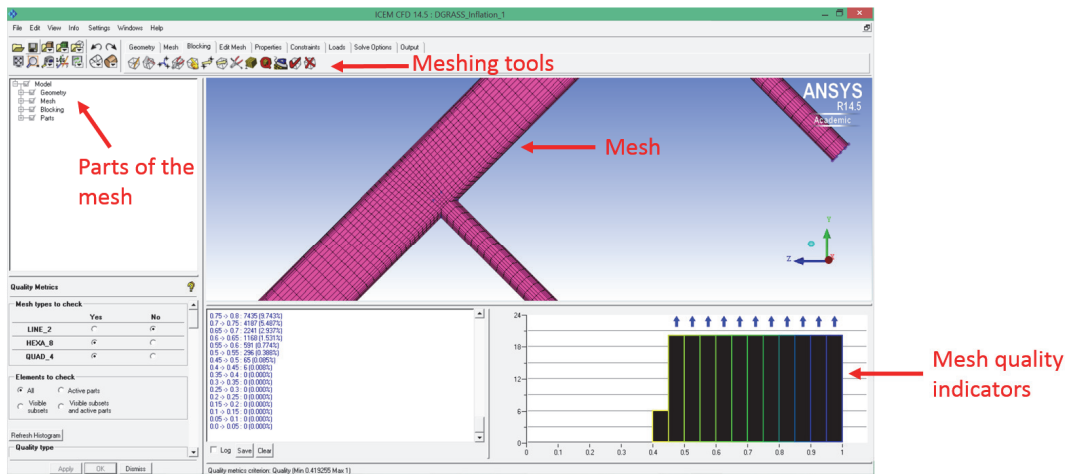 ICEM CFD 14.5 : DGRASS_Inflation_1
File Edit View Info Settings Windows Help
Geometry Mesh Blocking Edit Mesh Properties Constraints Loads Solve Options Output
Meshing tools
Model
Geometry
Mesh
Blocking
Parts
Parts of the
mesh
ANSYS
R14.5
Academic
Mesh
Y
Z
Quality Metrics
Mesh types to check
Yes No
LINE_2
HEXA_8
QUAD_4
Elements to check
All Active parts
Visible subsets Visible subsets and active parts
Refresh Histogram
Quality type
Apply OK Dismiss
0.75 -> 0.8 : 7435 (9.743%)
0.7 -> 0.75 : 4187 (5.487%)
0.65 -> 0.7 : 2241 (2.937%)
0.6 -> 0.65 : 1168 (1.531%)
0.55 -> 0.6 : 591 (0.774%)
0.5 -> 0.55 : 296 (0.388%)
0.45 -> 0.5 : 65 (0.085%)
0.4 -> 0.45 : 6 (0.008%)
0.35 -> 0.4 : 0 (0.000%)
0.3 -> 0.35 : 0 (0.000%)
0.25 -> 0.3 : 0 (0.000%)
0.2 -> 0.25 : 0 (0.000%)
0.15 -> 0.2 : 0 (0.000%)
0.1 -> 0.15 : 0 (0.000%)
0.05 -> 0.1 : 0 (0.000%)
0.0 -> 0.05 : 0 (0.000%)
Log Save Clear
24
18
12
6
0
0 0.1 0.2 0.3 0.4 0.5 0.6 0.7 0.8 0.9 1
Mesh quality
indicators
Quality metrics criterion: Quality (Min 0.419255 Max 1)